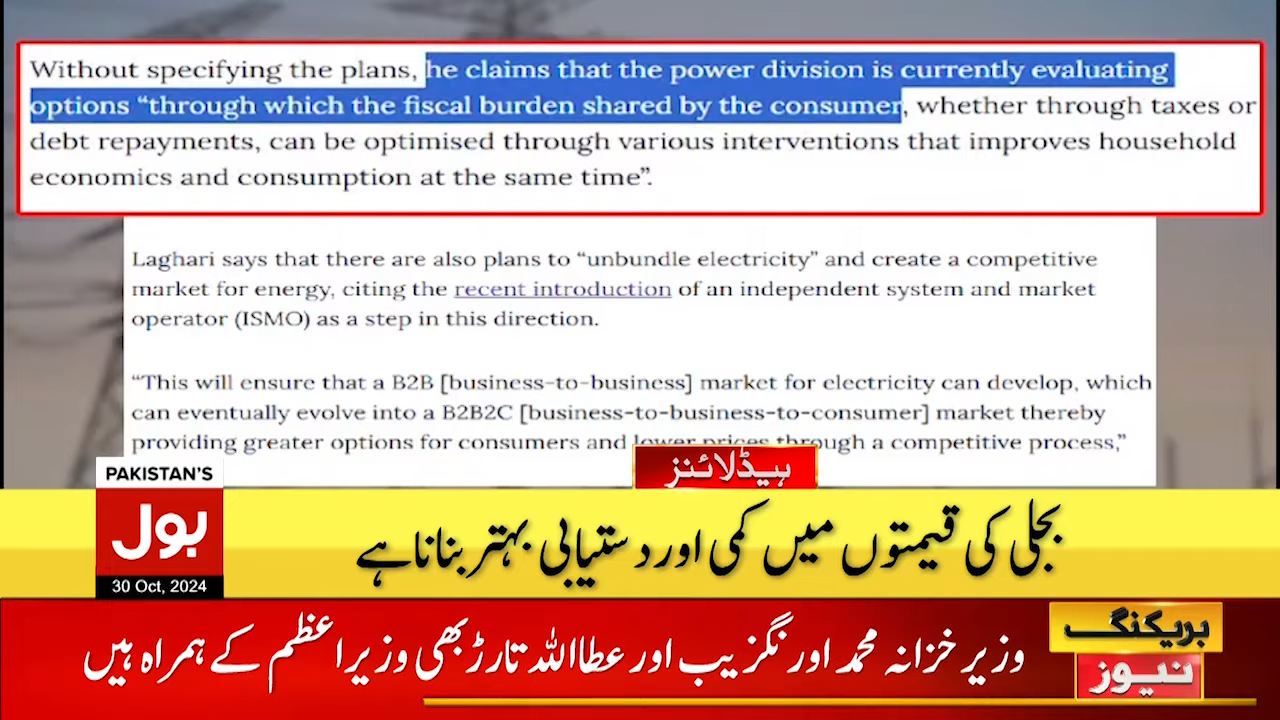 Without specifying the plans, he claims that the power division is currently evaluating
options “through which the fiscal burden shared by the consumer, whether through taxes or
debt repayments, can be optimised through various interventions that improves household
economics and consumption at the same time”.
Laghari says that there are also plans to “unbundle electricity” and create a competitive
market for energy, citing the recent introduction of an independent system and market
operator (ISMO) as a step in this direction.
“This will ensure that a B2B [business-to-business] market for electricity can develop, which
can eventually evolve into a B2B2C [business-to-business-to-consumer] market thereby
providing greater options for consumers and lower prices through a competitive process,”
ہیڈلائنز
PAKISTAN'S
بول
30 Oct, 2024
بجلی کی قیمتوں میں کمی اور دستیابی بہتر بنانا ہے
بریکنگ
نیوز
وزیر خزانہ محمد اورنگزیب اور عطااللہ تارڑ بھی وزیراعظم کے ہمراہ ہیں